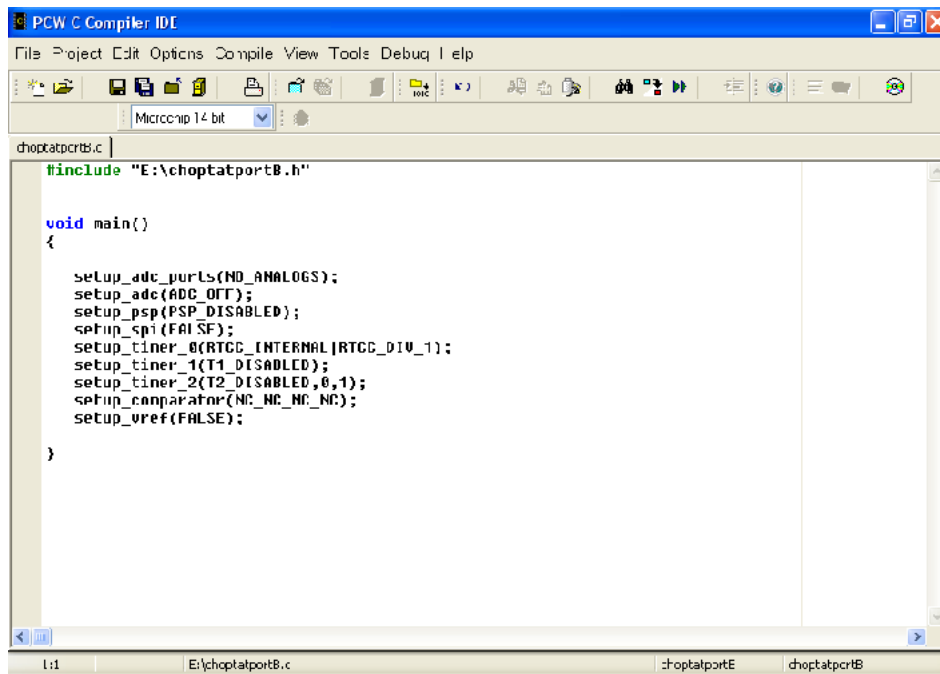 PCW C Compiler IDE
File Project Edit Options Compile View Tools Debug Help
Microchip 14 bit
choptatportB.c
#include "E:\choptatportB.h"
void main()
{
setup_adc_ports(NO_ANALOGS);
setup_adc(ADC_OFF);
setup_psp(PSP_DISABLED);
setup_spi(FALSE);
setup_timer_0(RTCC_INTERNAL|RTCC_DIV_1);
setup_timer_1(T1_DISABLED);
setup_timer_2(T2_DISABLED,0,1);
setup_comparator(NC_NC_NC_NC);
setup_vref(FALSE);
}
1:1 E:\choptatportB.c choptatportB choptatportB